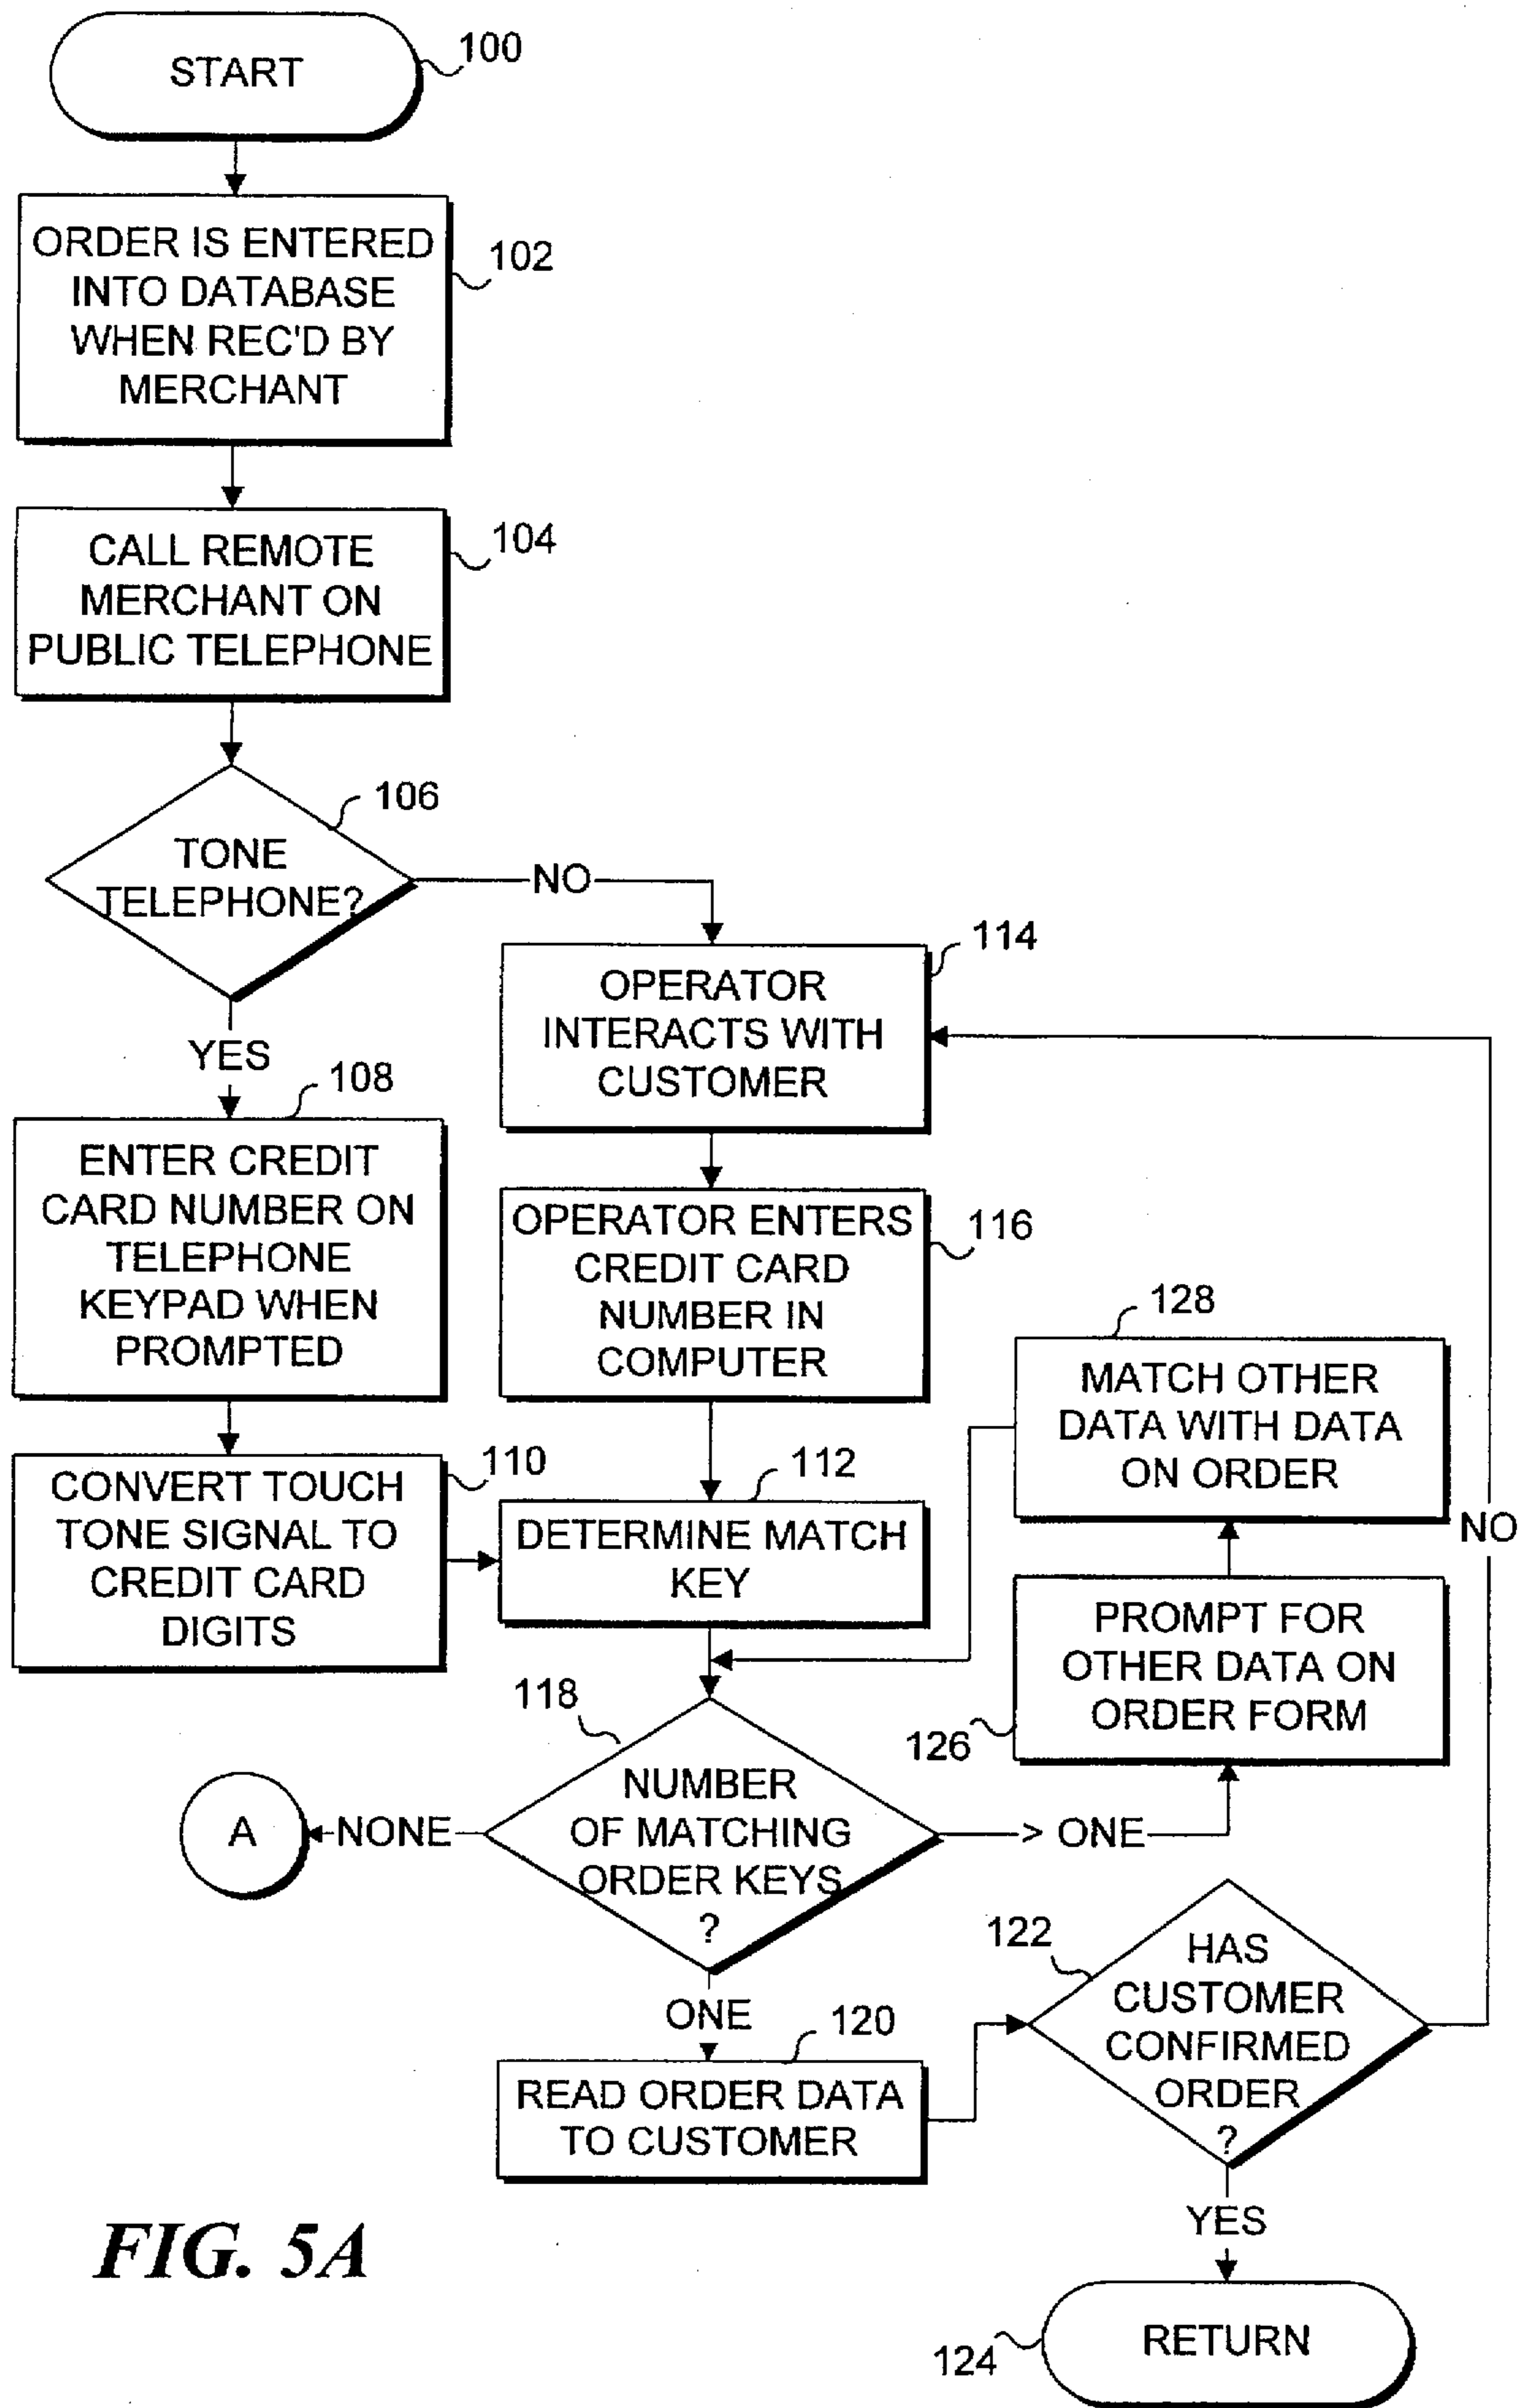 START
100
ORDER IS ENTERED
INTO DATABASE
WHEN REC'D BY
MERCHANT
102
CALL REMOTE
MERCHANT ON
PUBLIC TELEPHONE
104
TONE
TELEPHONE?
106
NO
YES
ENTER CREDIT
CARD NUMBER ON
TELEPHONE
KEYPAD WHEN
PROMPTED
108
CONVERT TOUCH
TONE SIGNAL TO
CREDIT CARD
DIGITS
110
OPERATOR
INTERACTS WITH
CUSTOMER
114
OPERATOR ENTERS
CREDIT CARD
NUMBER IN
COMPUTER
116
DETERMINE MATCH
KEY
112
NUMBER
OF MATCHING
ORDER KEYS
?
118
NONE
A
> ONE
PROMPT FOR
OTHER DATA ON
ORDER FORM
126
MATCH OTHER
DATA WITH DATA
ON ORDER
128
ONE
READ ORDER DATA
TO CUSTOMER
120
HAS
CUSTOMER
CONFIRMED
ORDER
?
122
NO
YES
RETURN
124
FIG. 5A